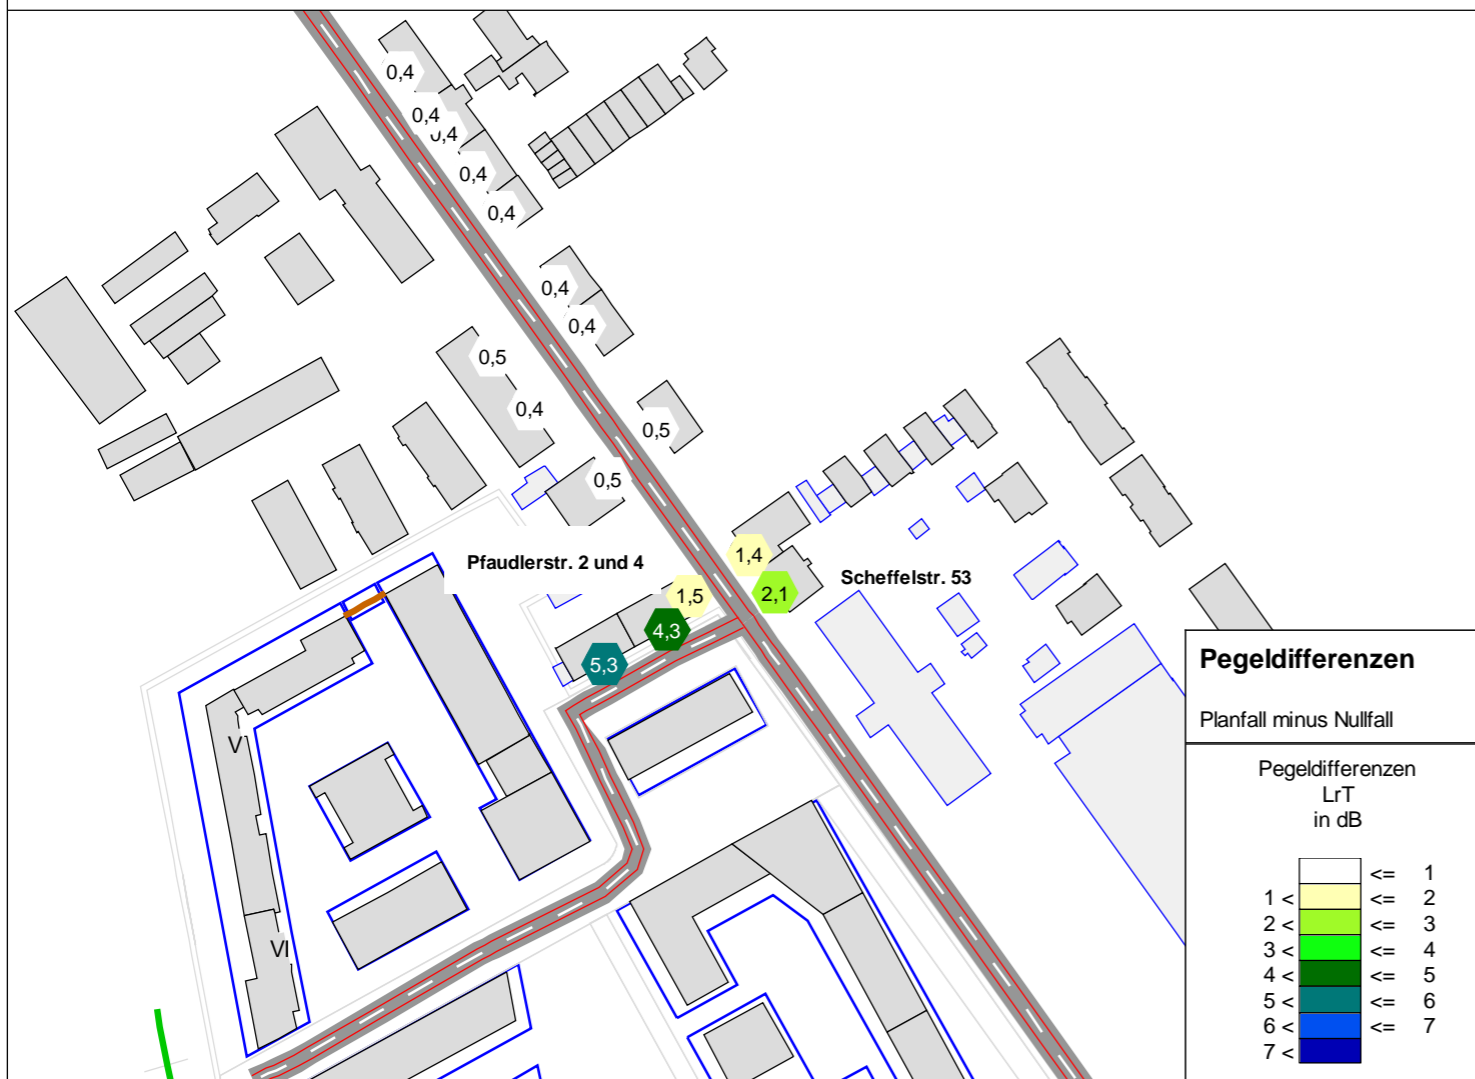 0,4
0,4
0,4
0,4
0,4
0,4
0,4
0,5
0,4
0,5
0,5
Pfaudlerstr. 2 und 4
1,4
Scheffelstr. 53
2,1
1,5
4,3
5,3
V
VI
Pegeldifferenzen
Planfall minus Nullfall
Pegeldifferenzen
LrT
in dB
<= 1
1 < <= 2
2 < <= 3
3 < <= 4
4 < <= 5
5 < <= 6
6 < <= 7
7 <